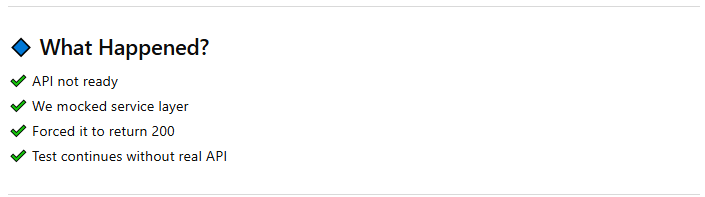 What Happened?
API not ready
We mocked service layer
Forced it to return 200
Test continues without real API